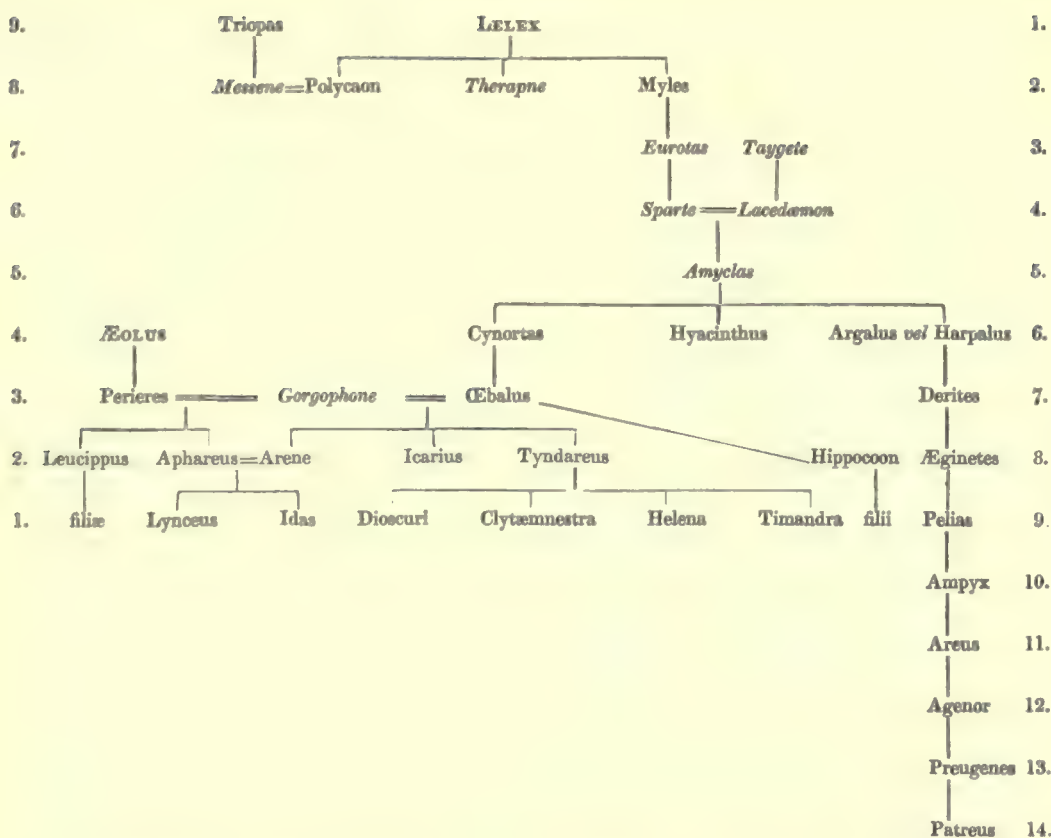 9. Triopas LELEX 1.
8. Messene=Polycaon Therapne Myles 2.
7. Eurotas Taygete 3.
6. Sparte = Lacedæmon 4.
5. Amyclas 5.
4. ÆOLUS Cynortas Hyacinthus Argalus vel Harpalus 6.
3. Perieres = Gorgophone = Œbalus Derites 7.
2. Leucippus Aphareus=Arene Icarius Tyndareus Hippocoon Æginetes 8.
1. filiæ Lynceus Idas Dioscuri Clytæmnestra Helena Timandra filii Pelias 9.
Ampyx 10.
Areus 11.
Agenor 12.
Preugenes 13.
Patreus 14.